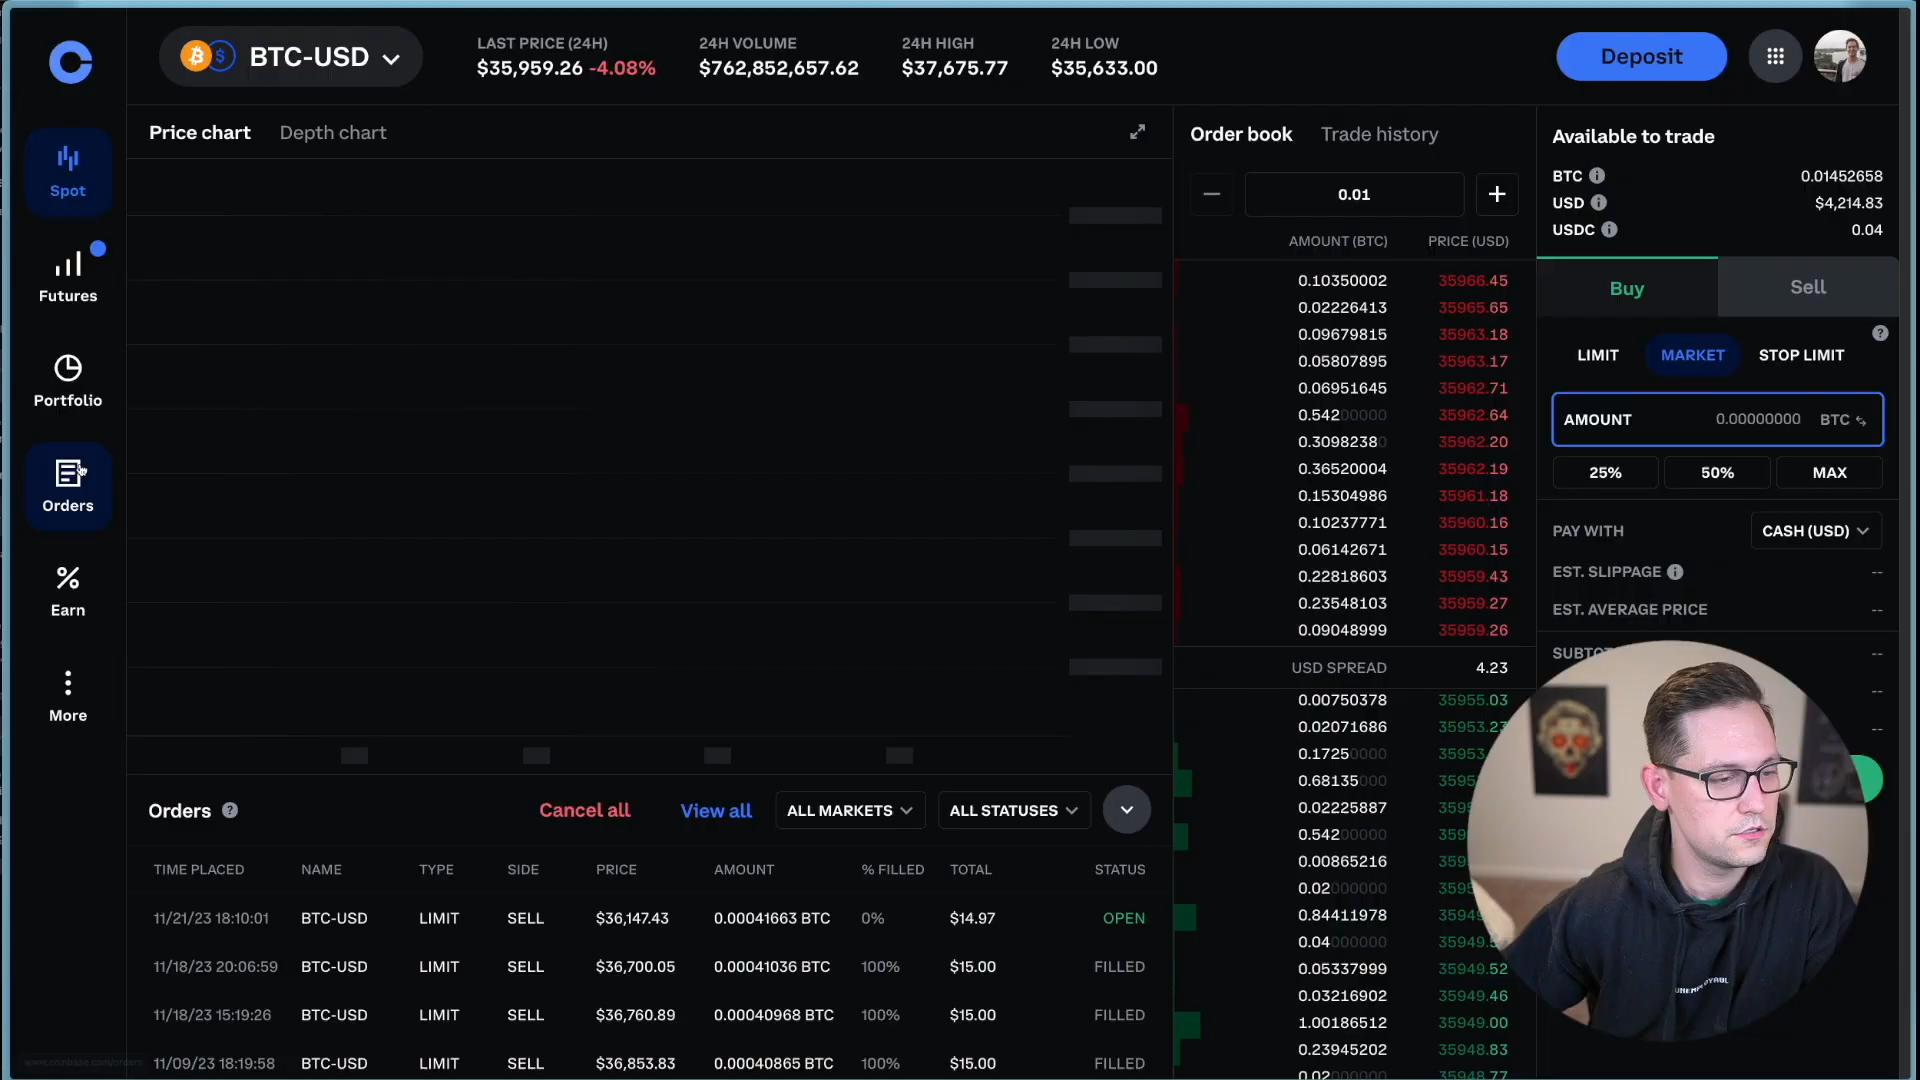 BTC-USD
LAST PRICE (24H)
$35,959.26 -4.08%
24H VOLUME
$762,852,657.62
24H HIGH
$37,675.77
24H LOW
$35,633.00
Deposit
Spot
Futures
Portfolio
Orders
Earn
More
Price chart Depth chart
Order book Trade history
0.01
AMOUNT (BTC) PRICE (USD)
0.10350002 35966.45
0.02226413 35965.65
0.09679815 35963.18
0.05807895 35963.17
0.06951645 35962.71
0.54200000 35962.64
0.30982380 35962.20
0.36520004 35962.19
0.15304986 35961.18
0.10237771 35960.16
0.06142671 35960.15
0.22818603 35959.43
0.23548103 35959.27
0.09048999 35959.26
USD SPREAD 4.23
0.00750378 35955.03
0.02071686 35953.23
0.17250000
0.68135000
0.02225887
0.54200000
0.00865216
0.02000000
0.84411978
0.04000000
0.05337999 35949.52
0.03216902 35949.46
1.00186512 35949.00
0.23945202 35948.83
Available to trade
BTC 0.01452658
USD $4,214.83
USDC 0.04
Buy Sell
LIMIT MARKET STOP LIMIT
AMOUNT 0.00000000 BTC
25% 50% MAX
PAY WITH CASH (USD)
EST. SLIPPAGE --
EST. AVERAGE PRICE --
--
--
--
Orders Cancel all View all ALL MARKETS ALL STATUSES
TIME PLACED NAME TYPE SIDE PRICE AMOUNT % FILLED TOTAL STATUS
11/21/23 18:10:01 BTC-USD LIMIT SELL $36,147.43 0.00041663 BTC 0% $14.97 OPEN
11/18/23 20:06:59 BTC-USD LIMIT SELL $36,700.05 0.00041036 BTC 100% $15.00 FILLED
11/18/23 15:19:26 BTC-USD LIMIT SELL $36,760.89 0.00040968 BTC 100% $15.00 FILLED
11/09/23 18:19:58 BTC-USD LIMIT SELL $36,853.83 0.00040865 BTC 100% $15.00 FILLED